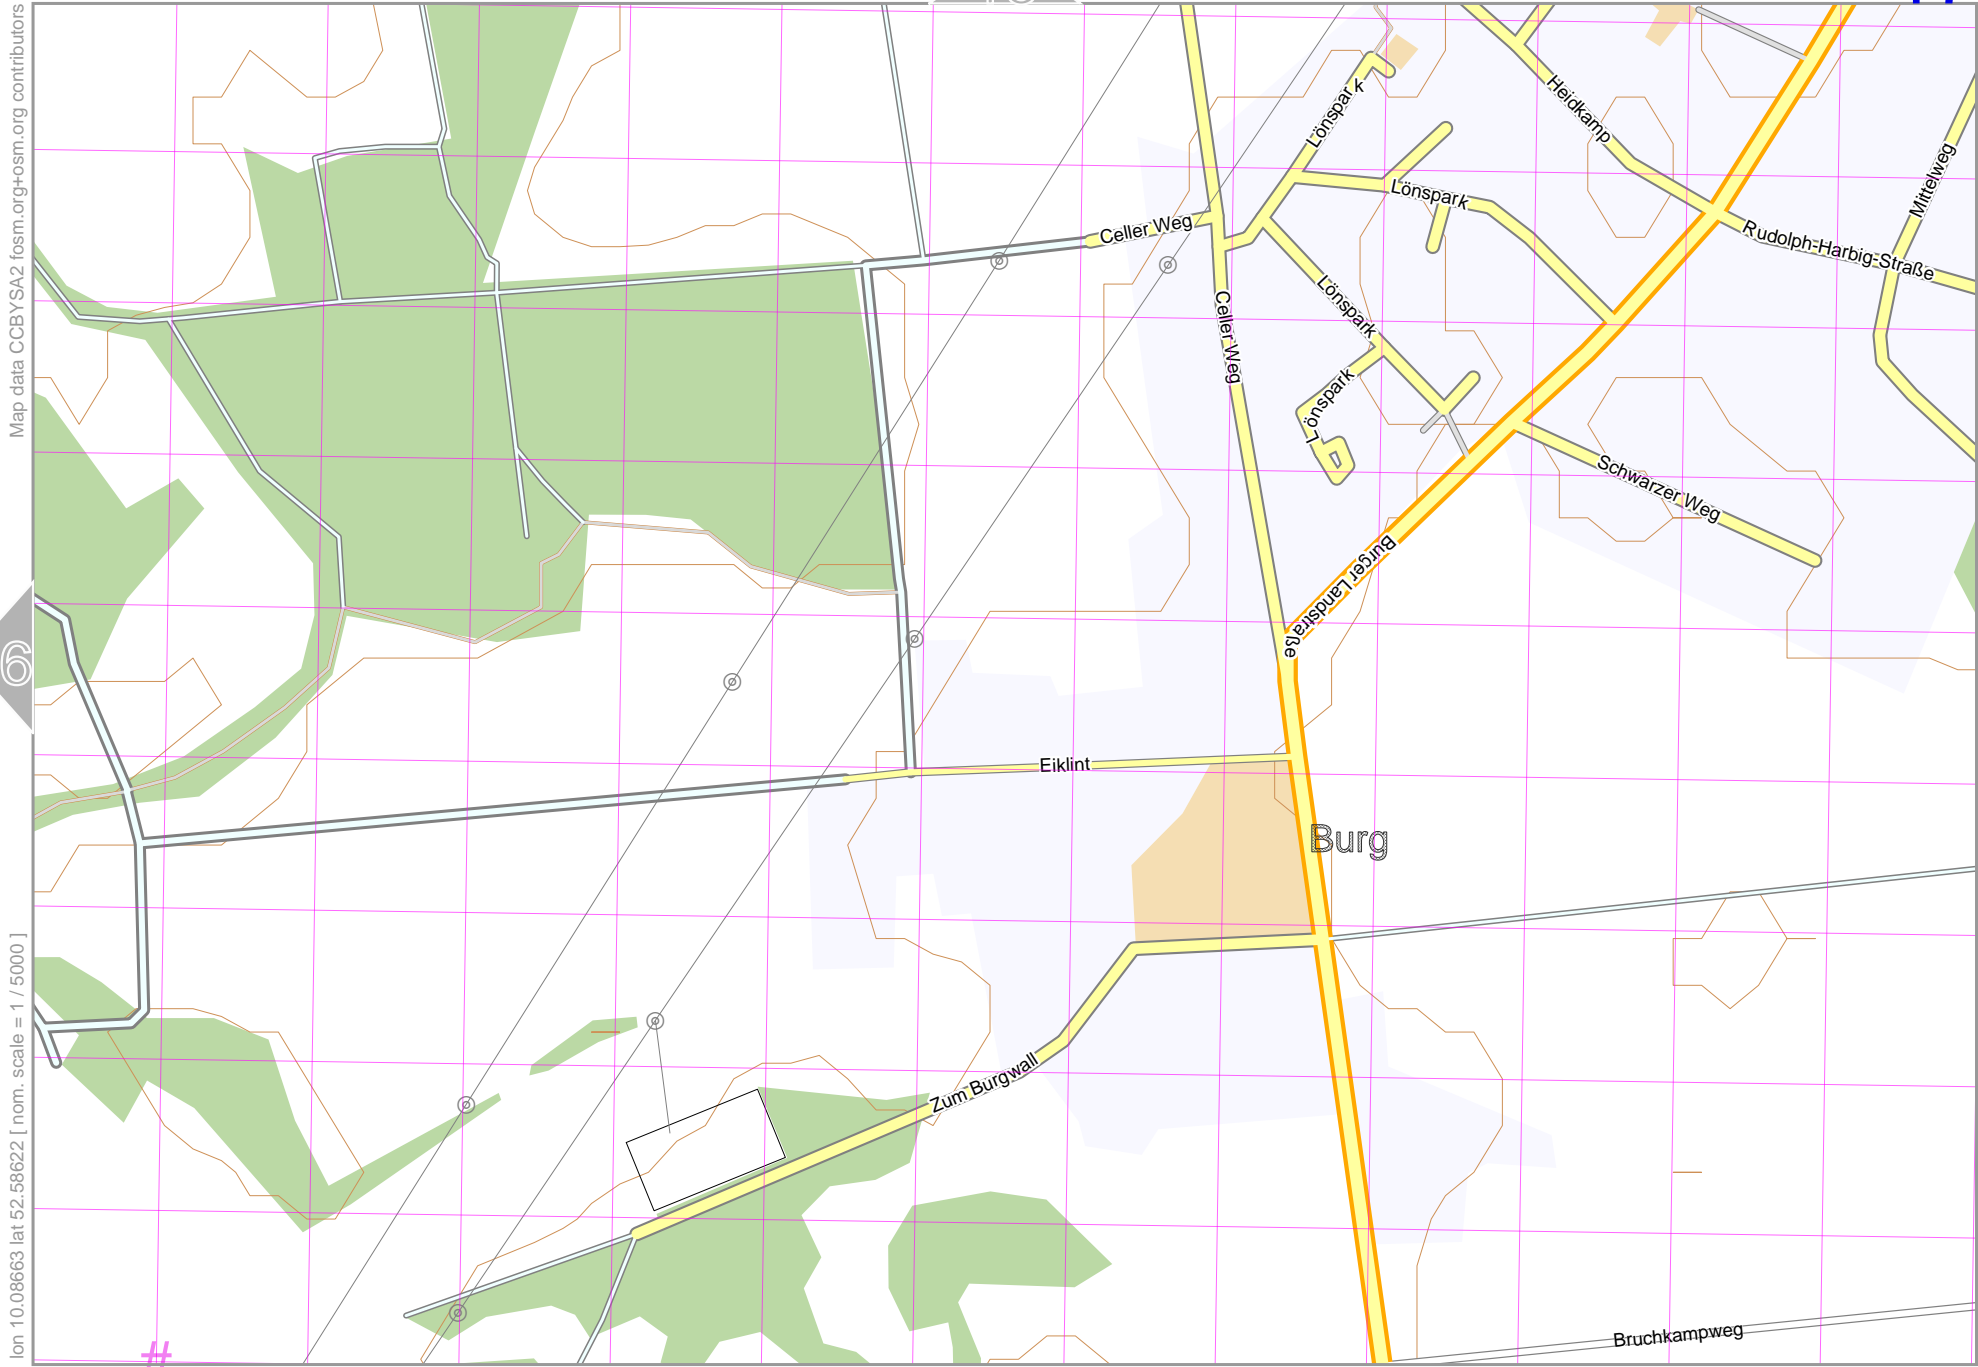 Map data CCBYSA2 fosm.org+osm.org contributors
lon 10.08663 lat 52.58622 [ nom. scale = 1 / 5000 ]
6
Lönspark
Heidkamp
Mittelweg
Lönspark
Celler Weg
Rudolph-Harbig-Straße
Lönspark
Celler Weg
Lönspark
Schwarzer Weg
Burger Landstraße
Eiklint
Burg
Zum Burgwall
Bruchkampweg
#